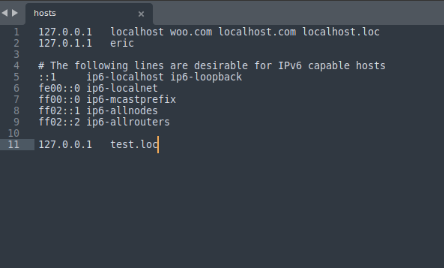 hosts
1 127.0.0.1 localhost woo.com localhost.com localhost.loc
2 127.0.1.1 eric
3
4 # The following lines are desirable for IPv6 capable hosts
5 ::1 ip6-localhost ip6-loopback
6 fe00::0 ip6-localnet
7 ff00::0 ip6-mcastprefix
8 ff02::1 ip6-allnodes
9 ff02::2 ip6-allrouters
10
11 127.0.0.1 test.loc